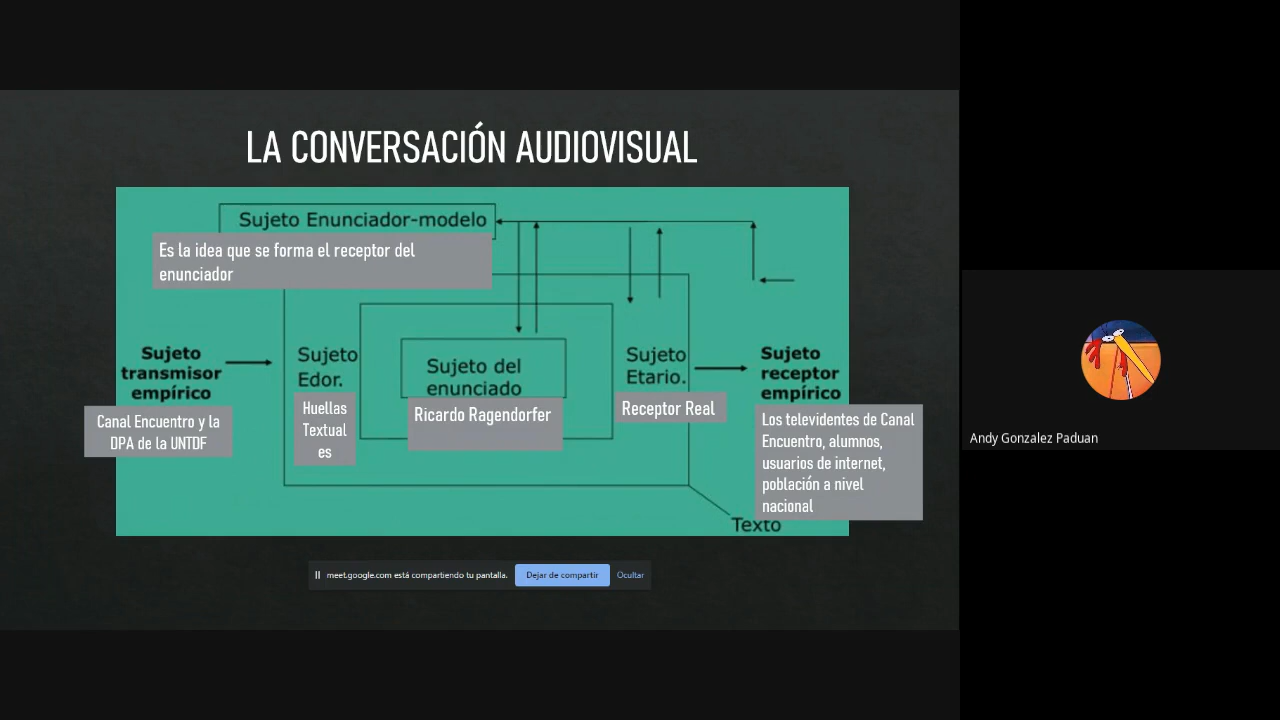 LA CONVERSACIÓN AUDIOVISUAL
Sujeto Enunciador-modelo
Es la idea que se forma el receptor del
enunciador
Sujeto
transmisor
empírico
Canal Encuentro y la
DPA de la UNTDF
Sujeto
Edor.
Huellas
Textual
es
Sujeto del
enunciado
Ricardo Ragendorfer
Sujeto
Etario.
Receptor Real
Sujeto
receptor
empírico
Los televidentes de Canal
Encuentro, alumnos,
usuarios de internet,
población a nivel
nacional
Texto
meet.google.com está compartiendo tu pantalla.
Dejar de compartir
Ocultar
Andy Gonzalez Paduan